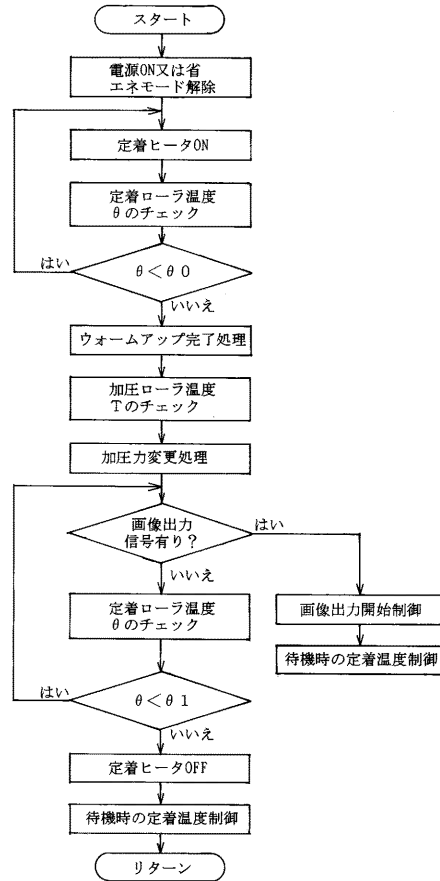 スタート
電源ON又は省
エネモード解除
定着ヒータON
定着ローラ温度
θのチェック
はい
θ<θ0
いいえ
ウォームアップ完了処理
加圧ローラ温度
Tのチェック
加圧力変更処理
画像出力
信号有り?
はい
いいえ
定着ローラ温度
θのチェック
画像出力開始制御
待機時の定着温度制御
はい
θ<θ1
いいえ
定着ヒータOFF
待機時の定着温度制御
リターン